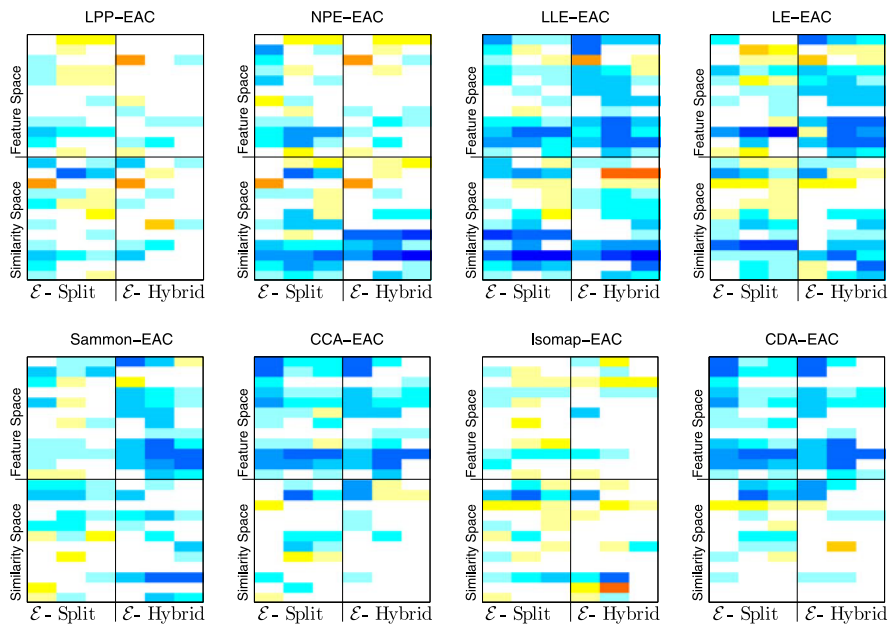 LPP–EAC
NPE–EAC
LLE–EAC
LE–EAC
Feature Space
Feature Space
Feature Space
Feature Space
Similarity Space
Similarity Space
Similarity Space
Similarity Space
ℰ - Split
ℰ - Hybrid
ℰ - Split
ℰ - Hybrid
ℰ - Split
ℰ - Hybrid
ℰ - Split
ℰ - Hybrid
Sammon–EAC
CCA–EAC
Isomap–EAC
CDA–EAC
Feature Space
Feature Space
Feature Space
Feature Space
Similarity Space
Similarity Space
Similarity Space
Similarity Space
ℰ - Split
ℰ - Hybrid
ℰ - Split
ℰ - Hybrid
ℰ - Split
ℰ - Hybrid
ℰ - Split
ℰ - Hybrid